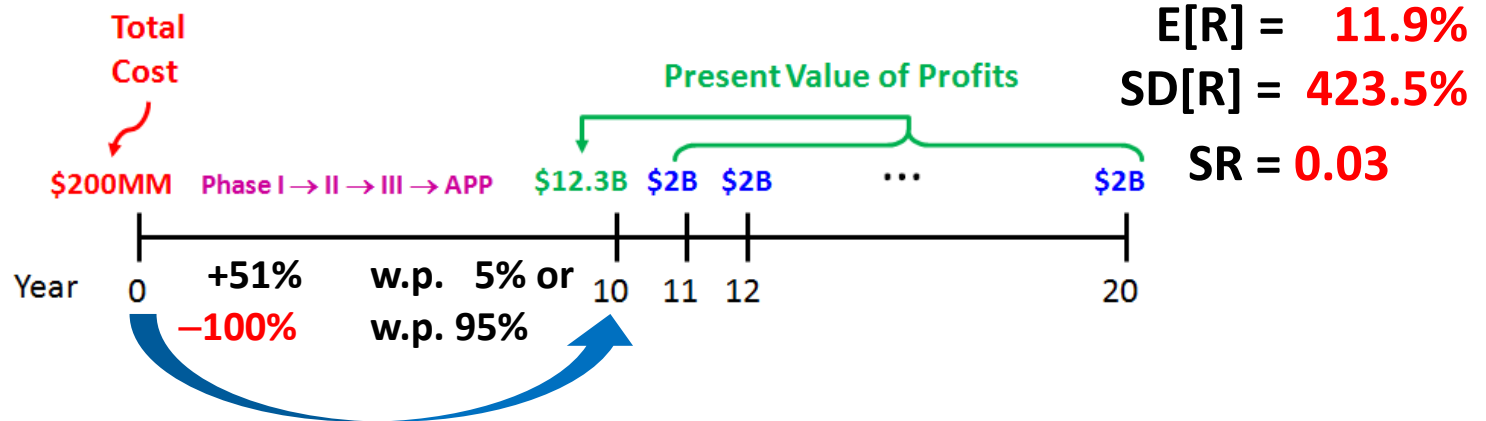 Total
Cost
Present Value of Profits
E[R] = 11.9%
SD[R] = 423.5%
SR = 0.03
$200MM Phase I → II → III → APP $12.3B $2B $2B ... $2B
Year 0 10 11 12 20
+51% w.p. 5% or
–100% w.p. 95%